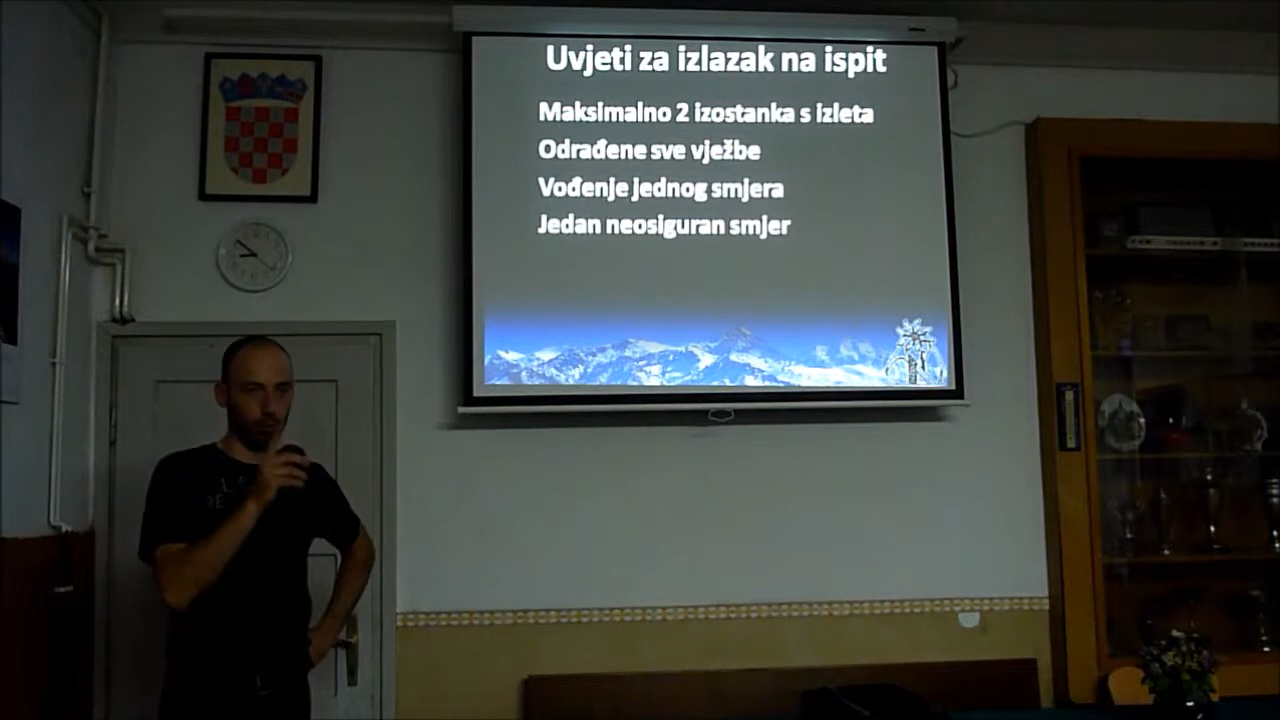 Uvjeti za izlazak na ispit
Maksimalno 2 izostanka s izleta
Odrađene sve vježbe
Vođenje jednog smjera
Jedan neosiguran smjer